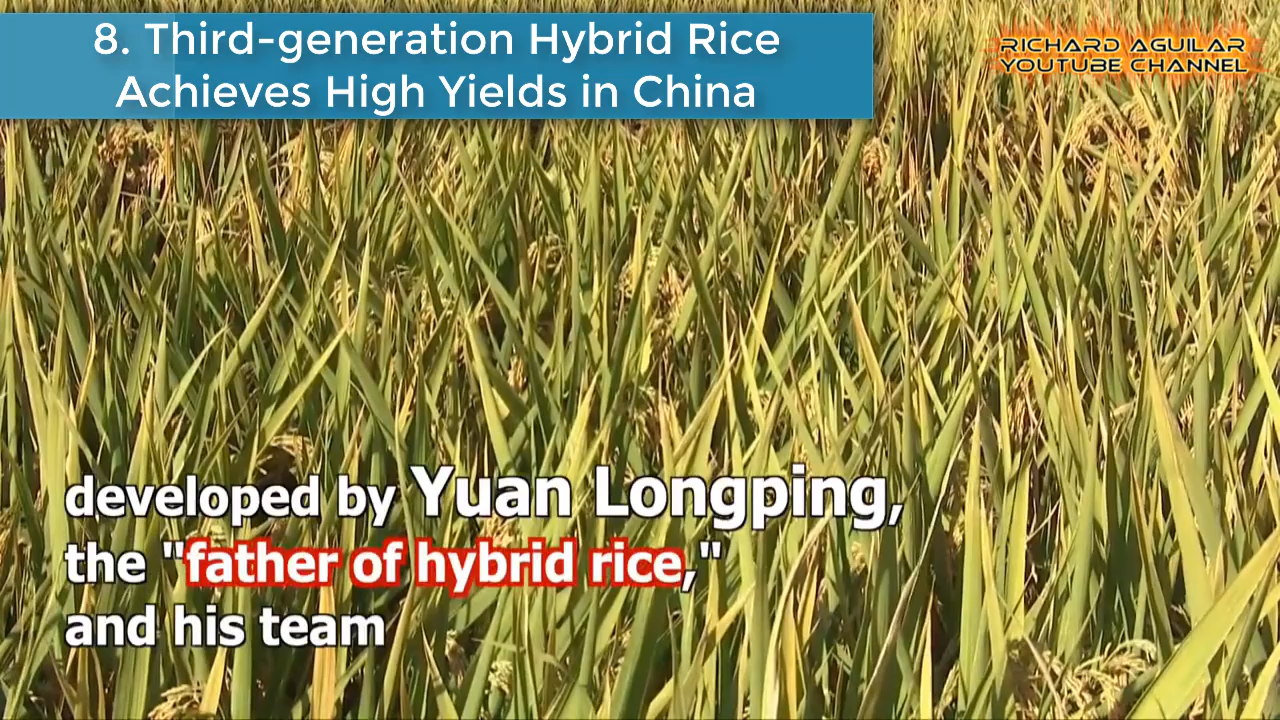 8. Third-generation Hybrid Rice
Achieves High Yields in China
RICHARD AGUILAR
YOUTUBE CHANNEL
developed by Yuan Longping,
the "father of hybrid rice,"
and his team